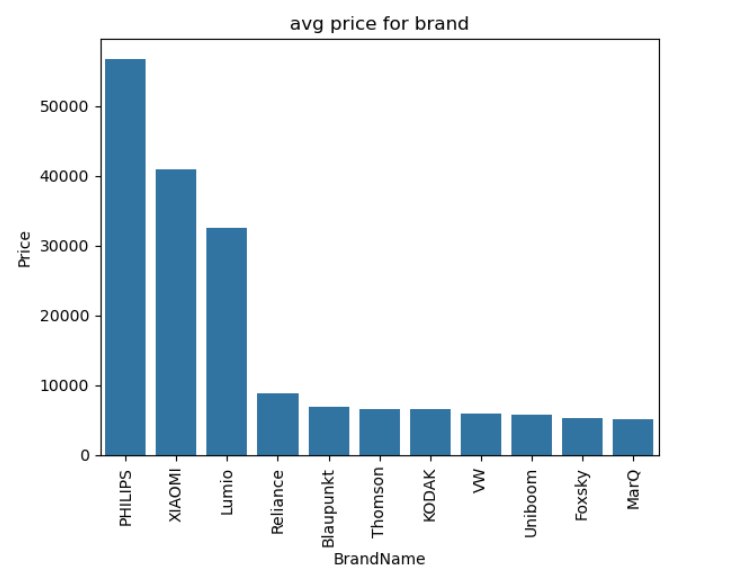 avg price for brand
50000
40000
30000
20000
10000
0
Price
PHILIPS
XIAOMI
Lumio
Reliance
Blaupunkt
Thomson
KODAK
VW
Uniboom
Foxsky
MarQ
BrandName